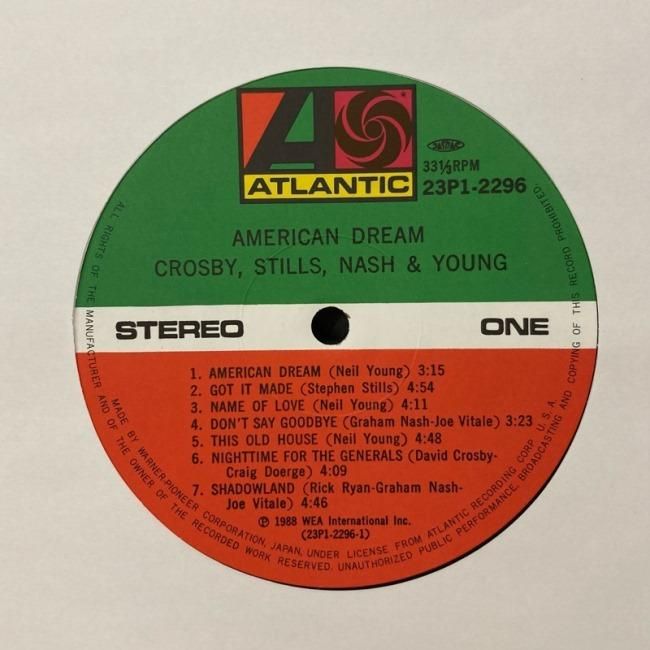 ATLANTIC
33⅓RPM
23P1-2296
AMERICAN DREAM
CROSBY, STILLS, NASH & YOUNG
STEREO
ONE
1. AMERICAN DREAM (Neil Young) 3:15
2. GOT IT MADE (Stephen Stills) 4:54
3. NAME OF LOVE (Neil Young) 4:11
4. DON'T SAY GOODBYE (Graham Nash-Joe Vitale) 3:23
5. THIS OLD HOUSE (Neil Young) 4:48
6. NIGHTTIME FOR THE GENERALS (David Crosby-
Craig Doerge) 4:09
7. SHADOWLAND (Rick Ryan-Graham Nash-
Joe Vitale) 4:46
℗ 1988 WEA International Inc.
(23P1-2296-1)
MADE BY WARNER-PIONEER CORPORATION, JAPAN, UNDER LICENSE FROM ATLANTIC RECORDING CORP. U.S.A.
ALL RIGHTS OF THE MANUFACTURER AND OF THE OWNER OF THE RECORDED WORK RESERVED. UNAUTHORIZED PUBLIC PERFORMANCE, BROADCASTING AND COPYING OF THIS RECORD PROHIBITED.